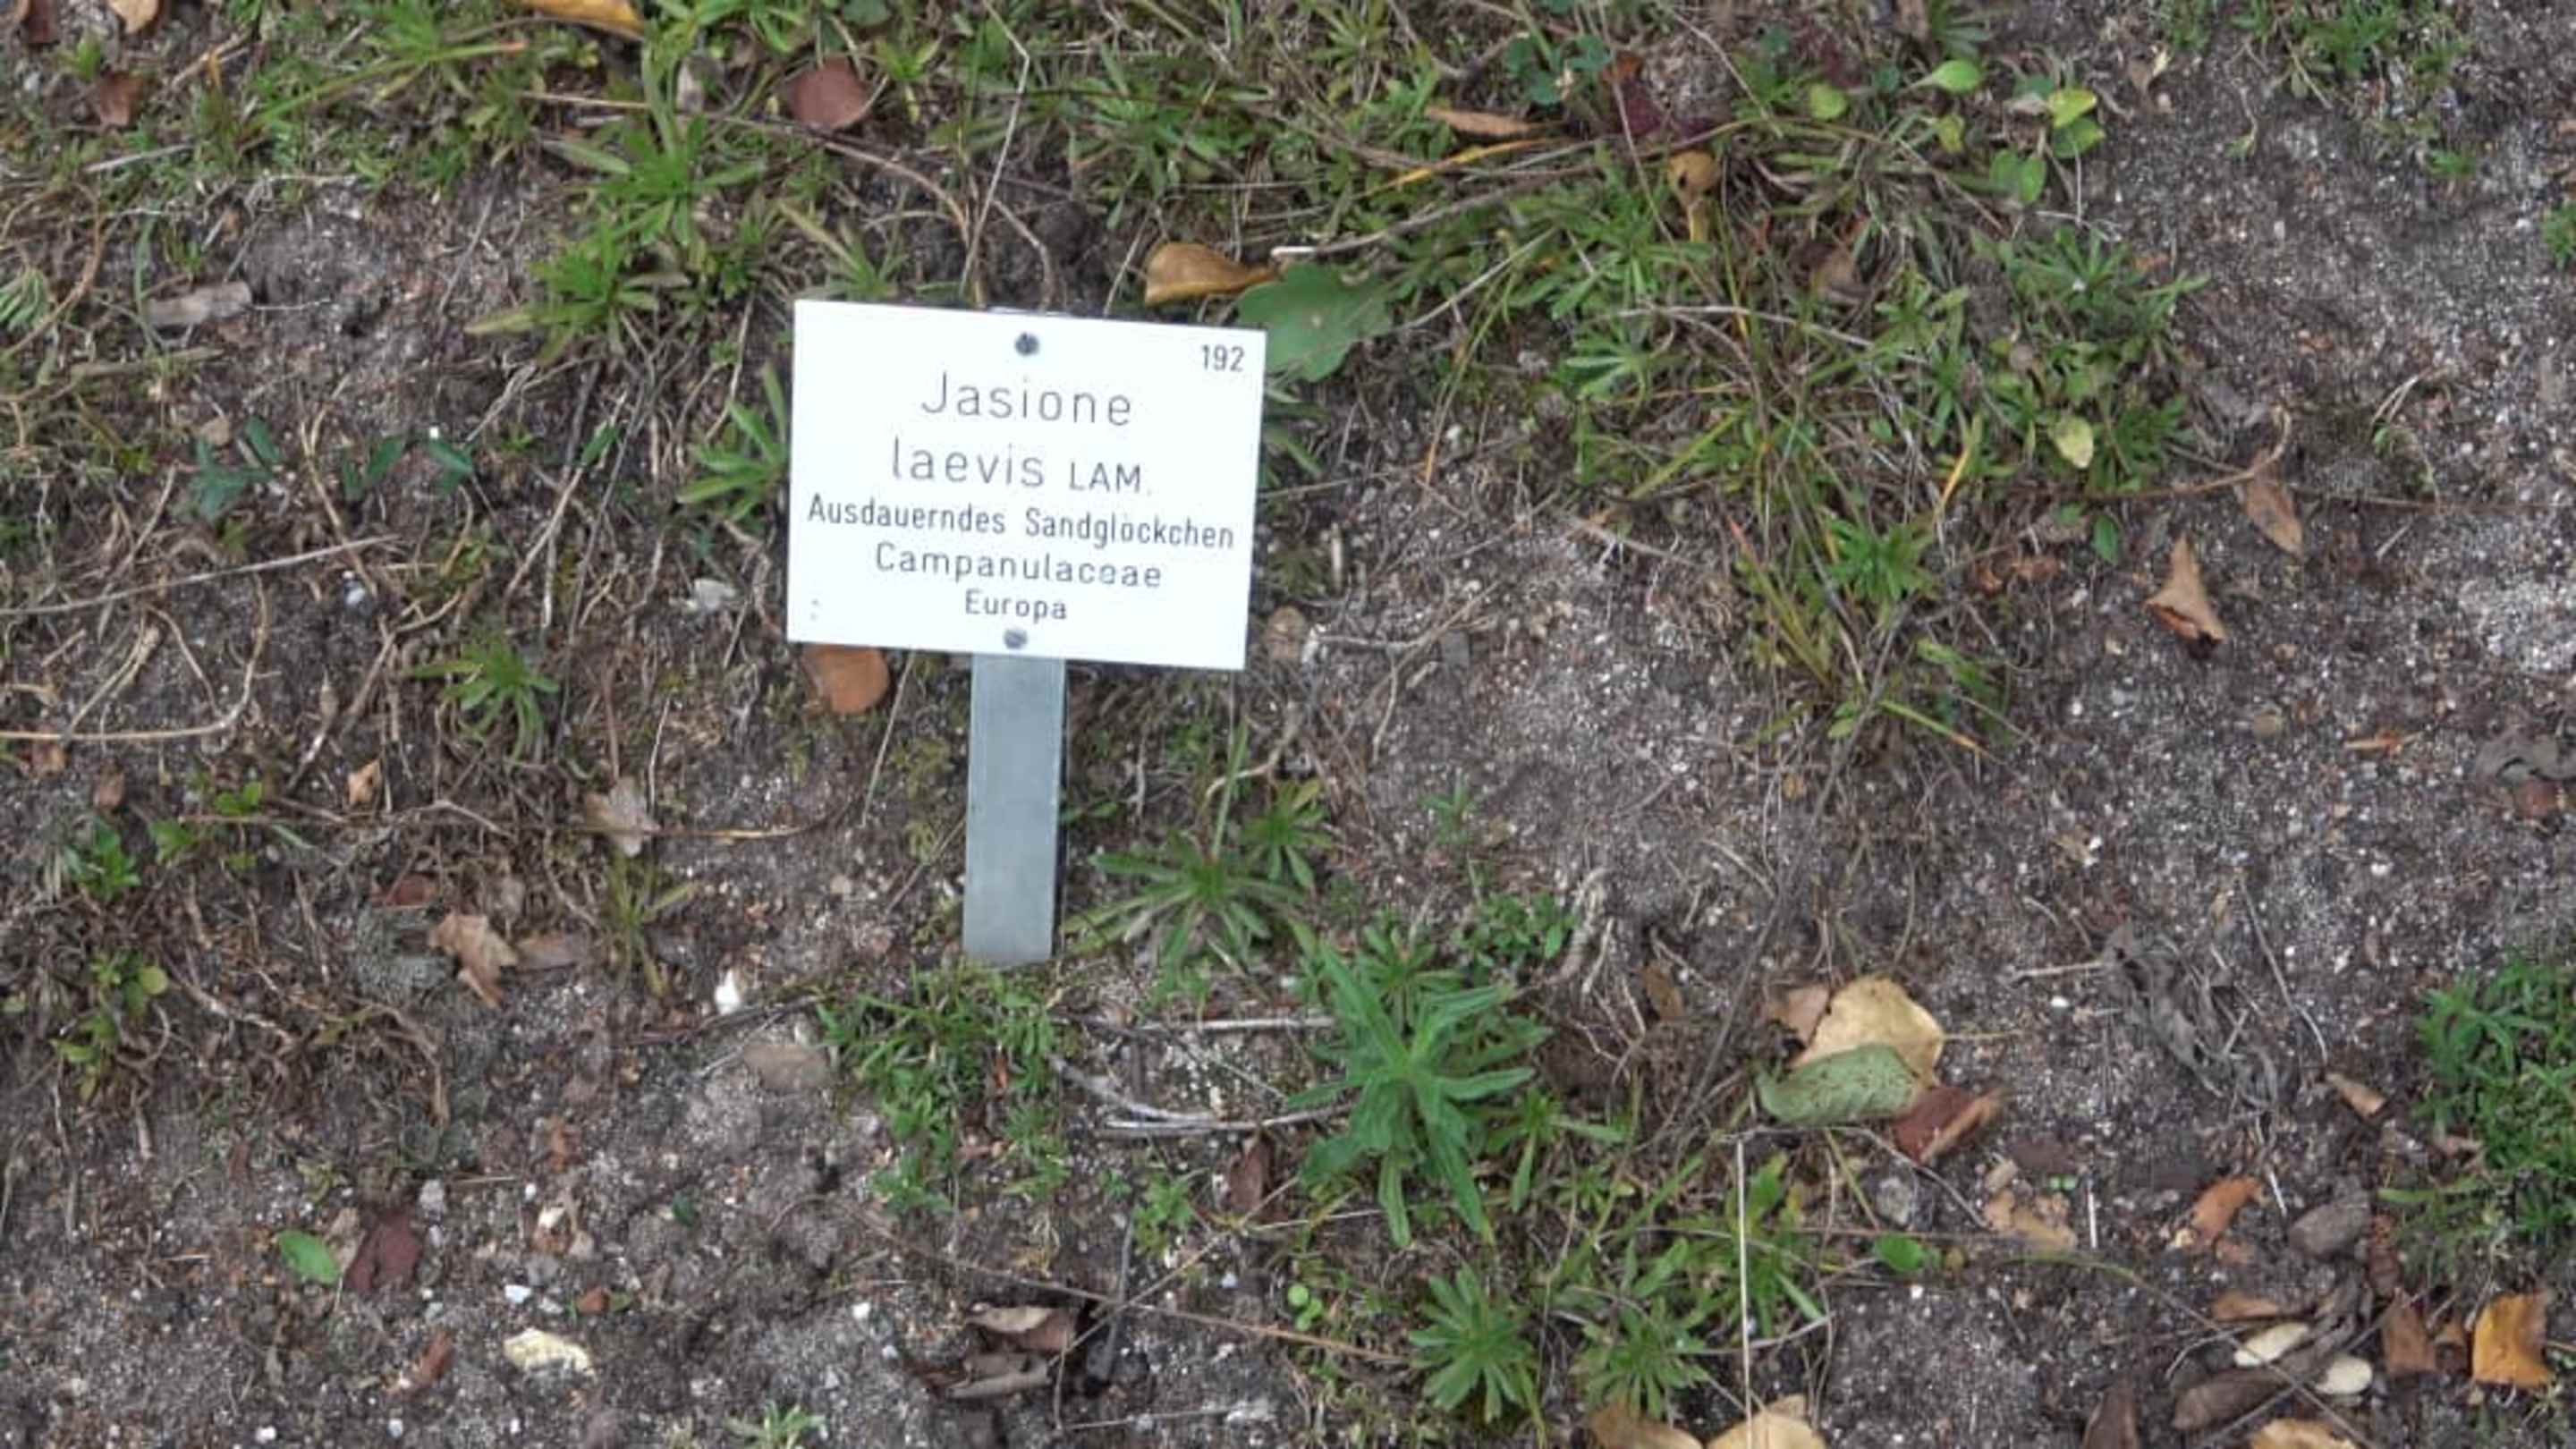 192
Jasione
laevis LAM.
Ausdauerndes Sandglöckchen
Campanulaceae
Europa